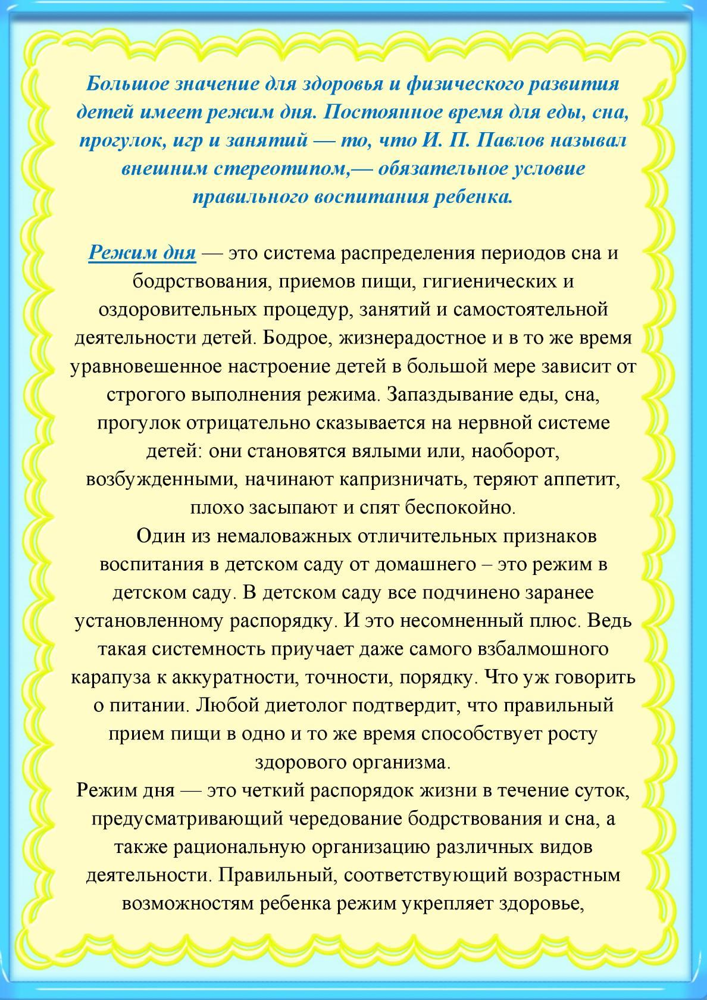 Большое значение для здоровья и физического развития
детей имеет режим дня. Постоянное время для еды, сна,
прогулок, игр и занятий — то, что И. П. Павлов называл
внешним стереотипом,— обязательное условие
правильного воспитания ребенка.
Режим дня — это система распределения периодов сна и
бодрствования, приемов пищи, гигиенических и
оздоровительных процедур, занятий и самостоятельной
деятельности детей. Бодрое, жизнерадостное и в то же время
уравновешенное настроение детей в большой мере зависит от
строгого выполнения режима. Запаздывание еды, сна,
прогулок отрицательно сказывается на нервной системе
детей: они становятся вялыми или, наоборот,
возбужденными, начинают капризничать, теряют аппетит,
плохо засыпают и спят беспокойно.
Один из немаловажных отличительных признаков
воспитания в детском саду от домашнего – это режим в
детском саду. В детском саду все подчинено заранее
установленному распорядку. И это несомненный плюс. Ведь
такая системность приучает даже самого взбалмошного
карапуза к аккуратности, точности, порядку. Что уж говорить
о питании. Любой диетолог подтвердит, что правильный
прием пищи в одно и то же время способствует росту
здорового организма.
Режим дня — это четкий распорядок жизни в течение суток,
предусматривающий чередование бодрствования и сна, а
также рациональную организацию различных видов
деятельности. Правильный, соответствующий возрастным
возможностям ребенка режим укрепляет здоровье,